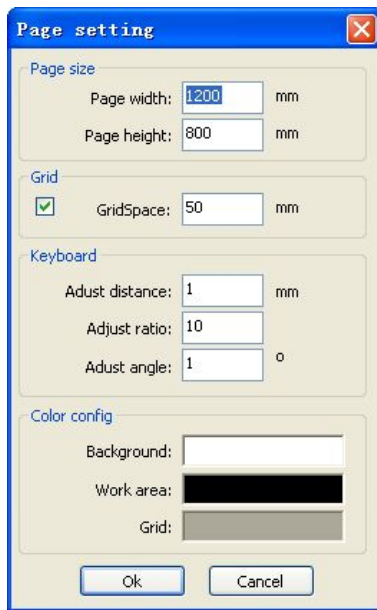 Page setting
Page size
Page width: 1200 mm
Page height: 800 mm
Grid
GridSpace: 50 mm
Keyboard
Adust distance: 1 mm
Adjust ratio: 10
Adust angle: 1 o
Color config
Background:
Work area:
Grid:
Ok Cancel